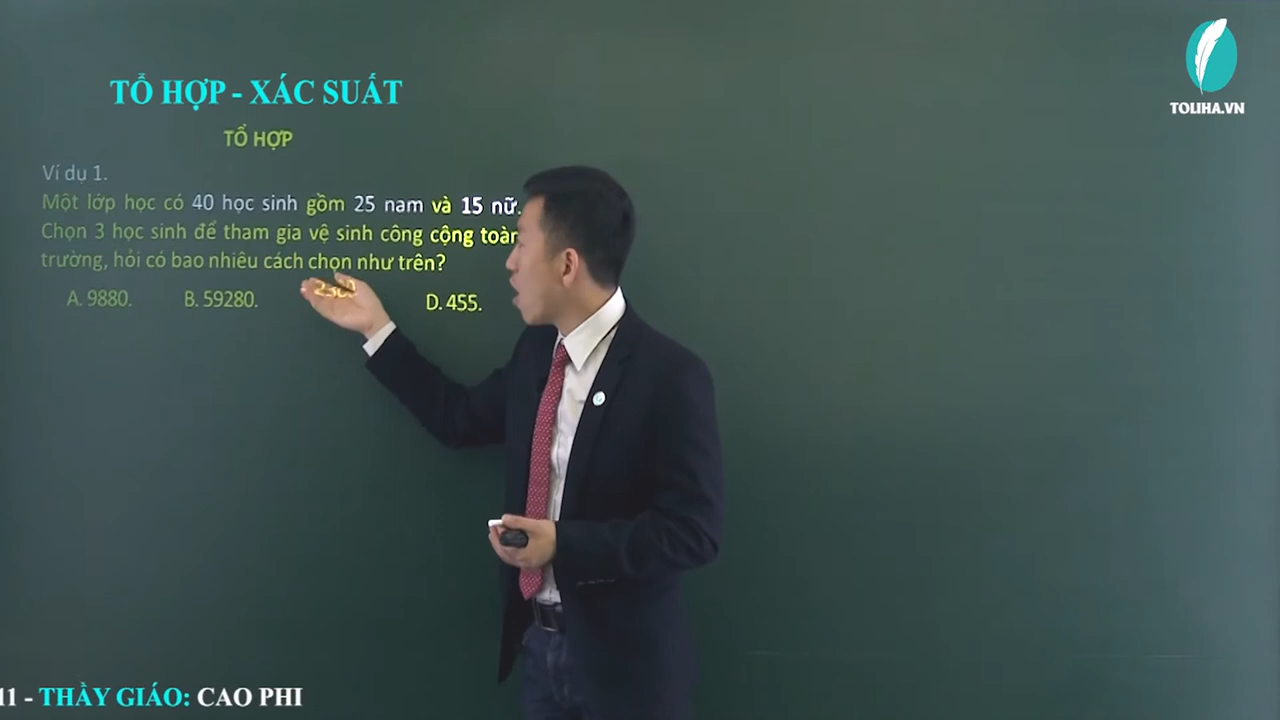 TOLIHA.VN
TỔ HỢP - XÁC SUẤT
TỔ HỢP
Ví dụ 1.
Một lớp học có 40 học sinh gồm 25 nam và 15 nữ.
Chọn 3 học sinh để tham gia vệ sinh công cộng toàn
trường, hỏi có bao nhiêu cách chọn như trên?
A. 9880. B. 59280. D. 455.
11 - THẦY GIÁO: CAO PHI